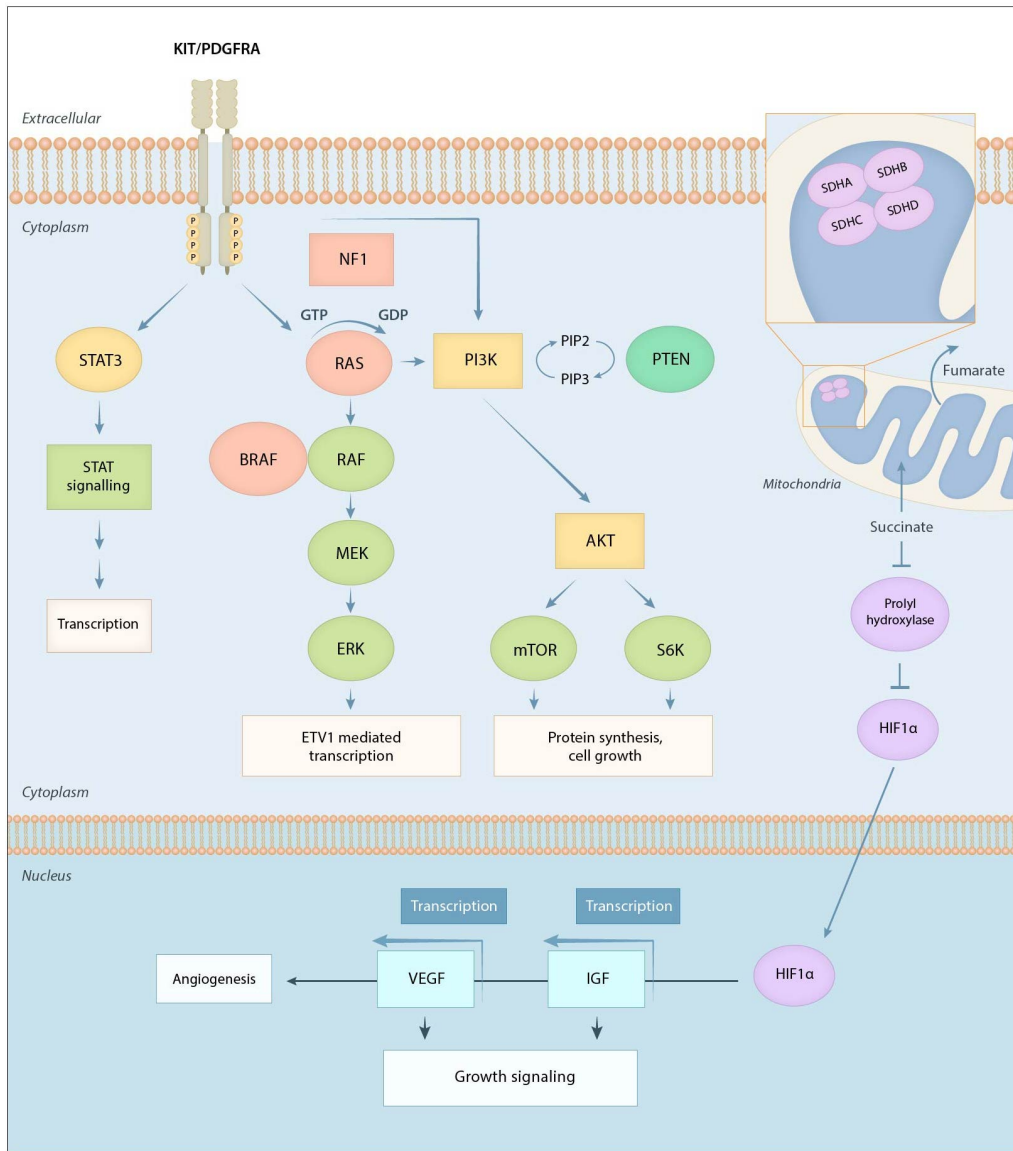 KIT/PDGFRA
Extracellular
Cytoplasm
P
P
P
P
P
P
P
P
NF1
GTP
GDP
STAT3
RAS
PI3K
PIP2
PIP3
PTEN
SDHA
SDHB
SDHC
SDHD
Fumarate
Mitochondria
BRAF
RAF
STAT
signalling
Succinate
MEK
AKT
Prolyl
hydroxylase
Transcription
ERK
mTOR
S6K
HIF1α
ETV1 mediated
transcription
Protein synthesis,
cell growth
Cytoplasm
Nucleus
Transcription
Transcription
Angiogenesis
VEGF
IGF
HIF1α
Growth signaling